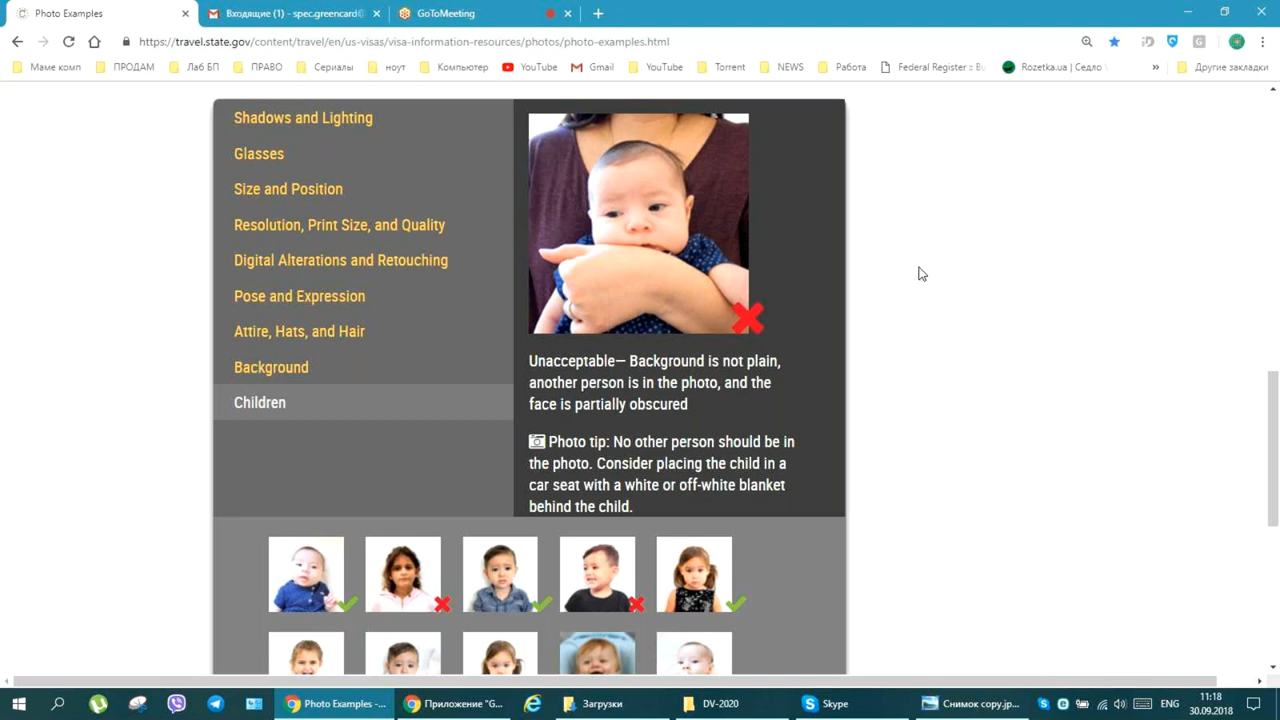 Photo Examples
Входящие (1) - spec.greencard@
GoToMeeting
https://travel.state.gov/content/travel/en/us-visas/visa-information-resources/photos/photo-examples.html
Маме комп
ПРОДАМ
Лаб БП
ПРАВО
Сериалы
ноут
Компьютер
YouTube
Gmail
YouTube
Torrent
NEWS
Работа
Federal Register ::
Rozetka.ua | Седло
»
Другие закладки
Shadows and Lighting
Glasses
Size and Position
Resolution, Print Size, and Quality
Digital Alterations and Retouching
Pose and Expression
Attire, Hats, and Hair
Background
Children
Unacceptable— Background is not plain,
another person is in the photo, and the
face is partially obscured
Photo tip: No other person should be in
the photo. Consider placing the child in a
car seat with a white or off-white blanket
behind the child.
Photo Examples -...
Приложение "G...
Загрузки
DV-2020
Skype
Снимок copy.jp...
ENG
11:18
30.09.2018